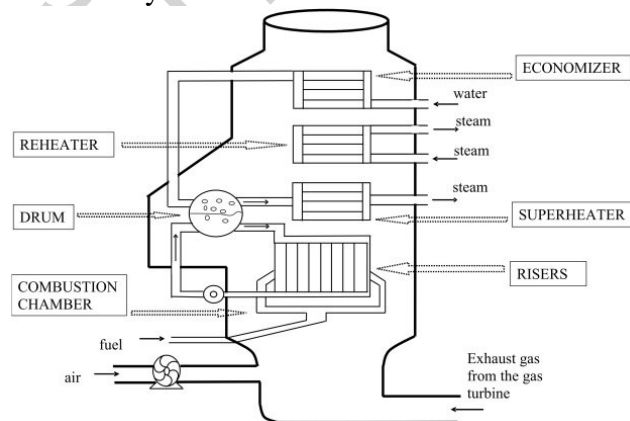 ECONOMIZER
water
steam
REHEATER
steam
steam
DRUM
SUPERHEATER
RISERS
COMBUSTION
CHAMBER
fuel
air
Exhaust gas
from the gas
turbine